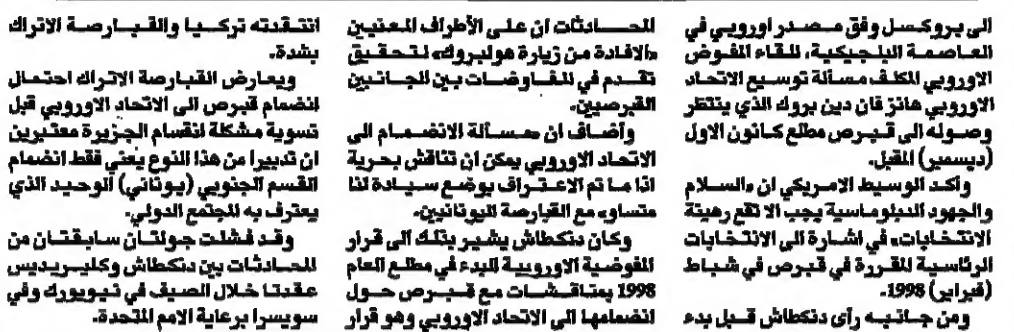 الى بروكسل وفق مصدر اوروبي في
العاصمة البلجيكية، للقاء المفوض
الاوروبي المكلف مسألة توسيع الاتحاد
الاوروبي هانز فان دين بروك الذي ينتظر
وصوله الى قبرص مطلع كانون الاول
(ديسمبر) المقبل.
وأكد الوسيط الامريكي ان «السلام
والجهود الدبلوماسية يجب الا تقع رهينة
الانتخابات» في اشارة الى الانتخابات
الرئاسية المقررة في قبرص في شباط
(فبراير) 1998.
ومن جانبه رأى دنكطاش قبل بدء
المحادثات ان على الأطراف المعنيين
«الافادة من زيارة هولبروك» لتحقيق
تقدم في المفاوضات بين الجانبين
القبرصيين.
وأضاف ان «مسألة الانضمام الى
الاتحاد الاوروبي يمكن ان تناقش بحرية
اذا ما تم الاعتراف بوضع سيادة لنا
متساو» مع القبارصة اليونانيين.
وكان دنكطاش يشير بذلك الى قرار
المفوضية الاوروبية البدء في مطلع العام
1998 بمناقشات مع قبرص حول
انضمامها الى الاتحاد الاوروبي وهو قرار
انتقدته تركيا والقبارصة الاتراك
بشدة.
ويعارض القبارصة الاتراك احتمال
انضمام قبرص الى الاتحاد الاوروبي قبل
تسوية مشكلة انقسام الجزيرة معتبرين
ان تدبيرا من هذا النوع يعني فقط انضمام
القسم الجنوبي (يوناني) الوحيد الذي
يعترف به المجتمع الدولي.
وقد فشلت جولتان سابقتان من
المحادثات بين دنكطاش وكليريديس
عقدتا خلال الصيف في نيويورك وفي
سويسرا برعاية الامم المتحدة.